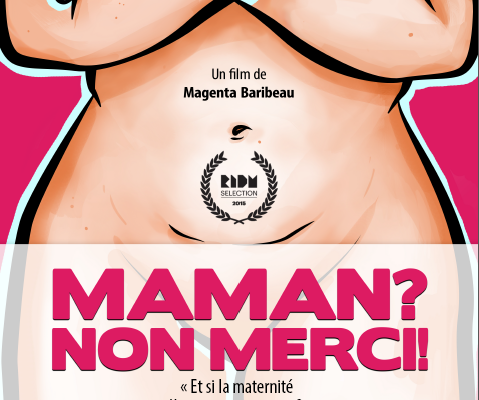 Un film de
Magenta Baribeau
RIDM
SELECTION
2015
MAMAN?
NON MERCI!
« Et si la maternité